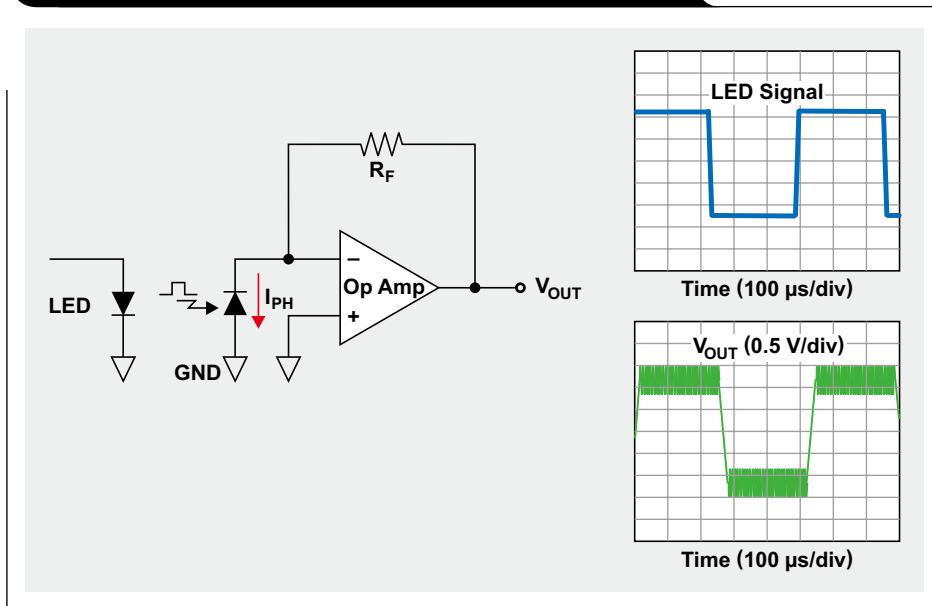 LED Signal
Time (100 µs/div)
R_F
–
Op Amp
+
V_OUT
LED
I_PH
GND
V_OUT (0.5 V/div)
Time (100 µs/div)